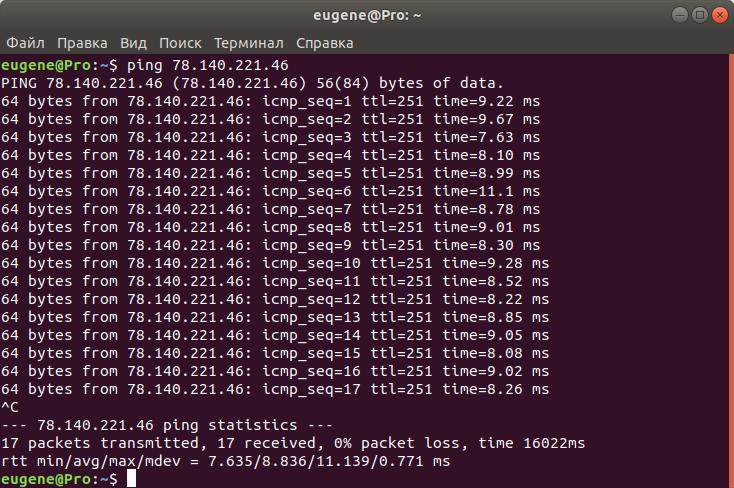 eugene@Pro: ~
Файл Правка Вид Поиск Терминал Справка
eugene@Pro:~$ ping 78.140.221.46
PING 78.140.221.46 (78.140.221.46) 56(84) bytes of data.
64 bytes from 78.140.221.46: icmp_seq=1 ttl=251 time=9.22 ms
64 bytes from 78.140.221.46: icmp_seq=2 ttl=251 time=9.67 ms
64 bytes from 78.140.221.46: icmp_seq=3 ttl=251 time=7.63 ms
64 bytes from 78.140.221.46: icmp_seq=4 ttl=251 time=8.10 ms
64 bytes from 78.140.221.46: icmp_seq=5 ttl=251 time=8.99 ms
64 bytes from 78.140.221.46: icmp_seq=6 ttl=251 time=11.1 ms
64 bytes from 78.140.221.46: icmp_seq=7 ttl=251 time=8.78 ms
64 bytes from 78.140.221.46: icmp_seq=8 ttl=251 time=9.01 ms
64 bytes from 78.140.221.46: icmp_seq=9 ttl=251 time=8.30 ms
64 bytes from 78.140.221.46: icmp_seq=10 ttl=251 time=9.28 ms
64 bytes from 78.140.221.46: icmp_seq=11 ttl=251 time=8.52 ms
64 bytes from 78.140.221.46: icmp_seq=12 ttl=251 time=8.22 ms
64 bytes from 78.140.221.46: icmp_seq=13 ttl=251 time=8.85 ms
64 bytes from 78.140.221.46: icmp_seq=14 ttl=251 time=9.05 ms
64 bytes from 78.140.221.46: icmp_seq=15 ttl=251 time=8.08 ms
64 bytes from 78.140.221.46: icmp_seq=16 ttl=251 time=9.02 ms
64 bytes from 78.140.221.46: icmp_seq=17 ttl=251 time=8.26 ms
^C
--- 78.140.221.46 ping statistics ---
17 packets transmitted, 17 received, 0% packet loss, time 16022ms
rtt min/avg/max/mdev = 7.635/8.836/11.139/0.771 ms
eugene@Pro:~$